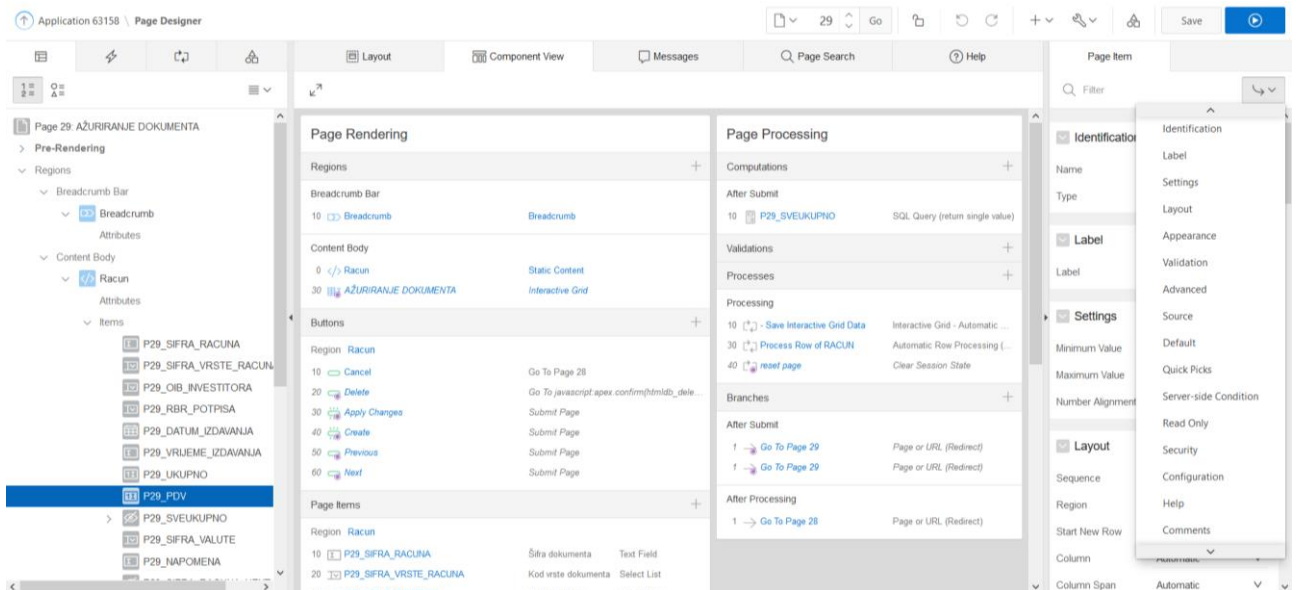 Application 63158 \ Page Designer
29 Go Save
Layout Component View Messages Page Search Help Page Item
Filter
Page 29: AŽURIRANJE DOKUMENTA
Pre-Rendering
Regions
Breadcrumb Bar
Breadcrumb
Attributes
Content Body
Racun
Attributes
Items
P29_SIFRA_RACUNA
P29_SIFRA_VRSTE_RACUN
P29_OIB_INVESTITORA
P29_RBR_POTPISA
P29_DATUM_IZDAVANJA
P29_VRIJEME_IZDAVANJA
P29_UKUPNO
P29_PDV
P29_SVEUKUPNO
P29_SIFRA_VALUTE
P29_NAPOMENA
Page Rendering
Regions
Breadcrumb Bar
10 Breadcrumb Breadcrumb
Content Body
0 Racun Static Content
30 AŽURIRANJE DOKUMENTA Interactive Grid
Buttons
Region Racun
10 Cancel Go To Page 28
20 Delete Go To javascript:apex.confirm(htmldb_dele...
30 Apply Changes Submit Page
40 Create Submit Page
50 Previous Submit Page
60 Next Submit Page
Page Items
Region Racun
10 P29_SIFRA_RACUNA Šifra dokumenta Text Field
20 P29_SIFRA_VRSTE_RACUNA Kod vrste dokumenta Select List
Page Processing
Computations
After Submit
10 P29_SVEUKUPNO SQL Query (return single value)
Validations
Processes
Processing
10 - Save Interactive Grid Data Interactive Grid - Automatic ...
30 Process Row of RACUN Automatic Row Processing (...
40 reset page Clear Session State
Branches
After Submit
1 Go To Page 29 Page or URL (Redirect)
1 Go To Page 29 Page or URL (Redirect)
After Processing
1 Go To Page 28 Page or URL (Redirect)
Identification
Name
Type
Label
Label
Settings
Minimum Value
Maximum Value
Number Alignment
Layout
Sequence
Region
Start New Row
Column Automatic
Column Span Automatic
Identification
Label
Settings
Layout
Appearance
Validation
Advanced
Source
Default
Quick Picks
Server-side Condition
Read Only
Security
Configuration
Help
Comments